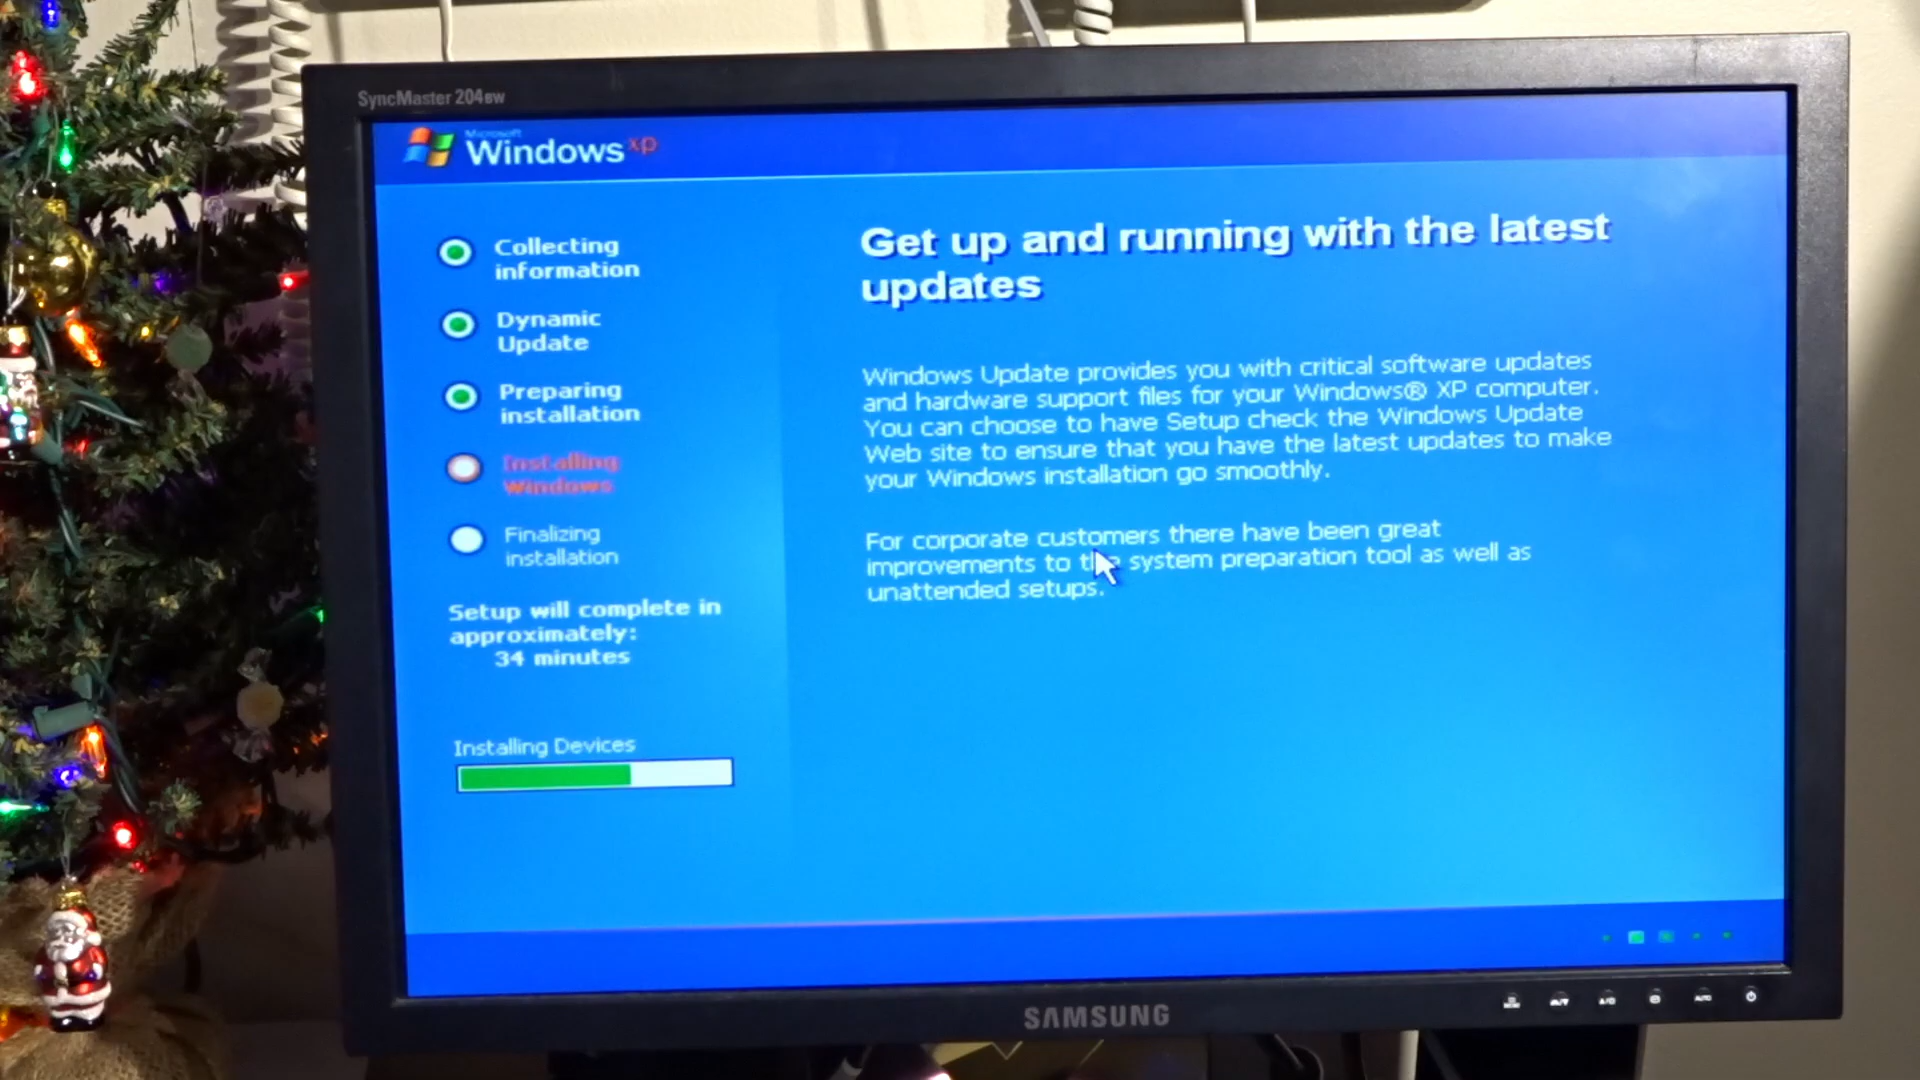 SyncMaster 204BW
Microsoft
Windows xp
Collecting
information
Dynamic
Update
Preparing
installation
Installing
Windows
Finalizing
installation
Setup will complete in
approximately:
34 minutes
Installing Devices
Get up and running with the latest
updates
Windows Update provides you with critical software updates
and hardware support files for your Windows® XP computer.
You can choose to have Setup check the Windows Update
Web site to ensure that you have the latest updates to make
your Windows installation go smoothly.
For corporate customers there have been great
improvements to the system preparation tool as well as
unattended setups.
SAMSUNG
AUTO